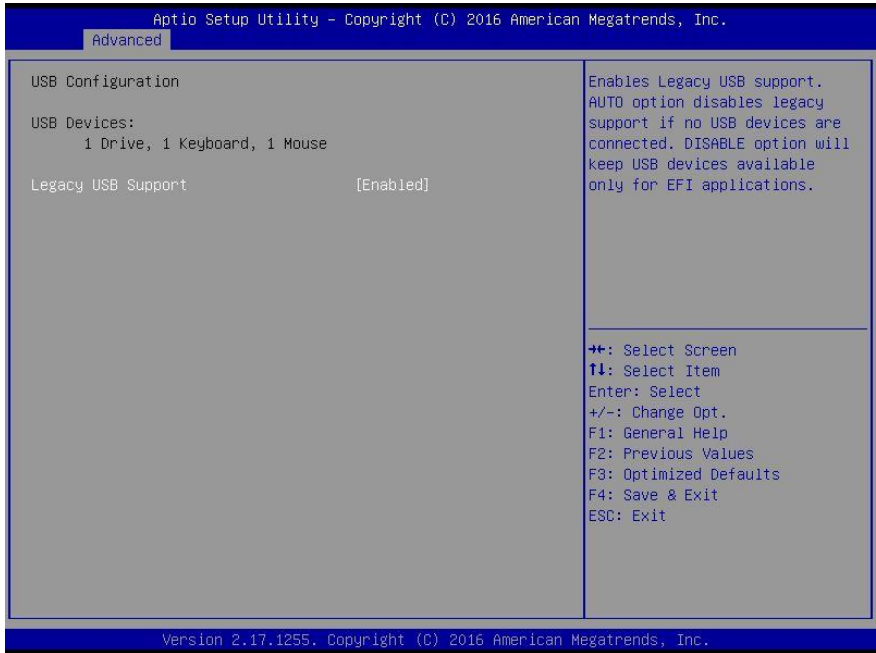 Aptio Setup Utility – Copyright (C) 2016 American Megatrends, Inc.
Advanced
USB Configuration
USB Devices:
1 Drive, 1 Keyboard, 1 Mouse
Legacy USB Support [Enabled]
Enables Legacy USB support.
AUTO option disables legacy
support if no USB devices are
connected. DISABLE option will
keep USB devices available
only for EFI applications.
→←: Select Screen
↑↓: Select Item
Enter: Select
+/-: Change Opt.
F1: General Help
F2: Previous Values
F3: Optimized Defaults
F4: Save & Exit
ESC: Exit
Version 2.17.1255. Copyright (C) 2016 American Megatrends, Inc.